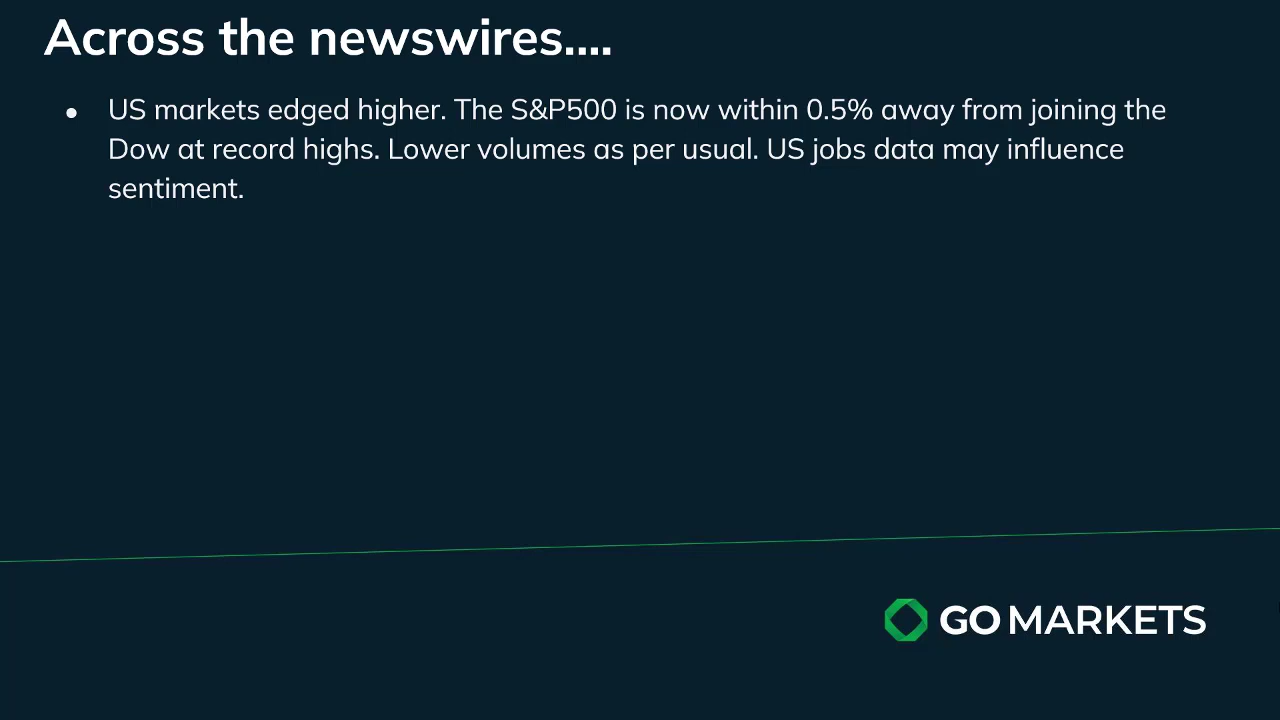 Across the newswires....
● US markets edged higher. The S&P500 is now within 0.5% away from joining the
Dow at record highs. Lower volumes as per usual. US jobs data may influence
sentiment.
GO MARKETS